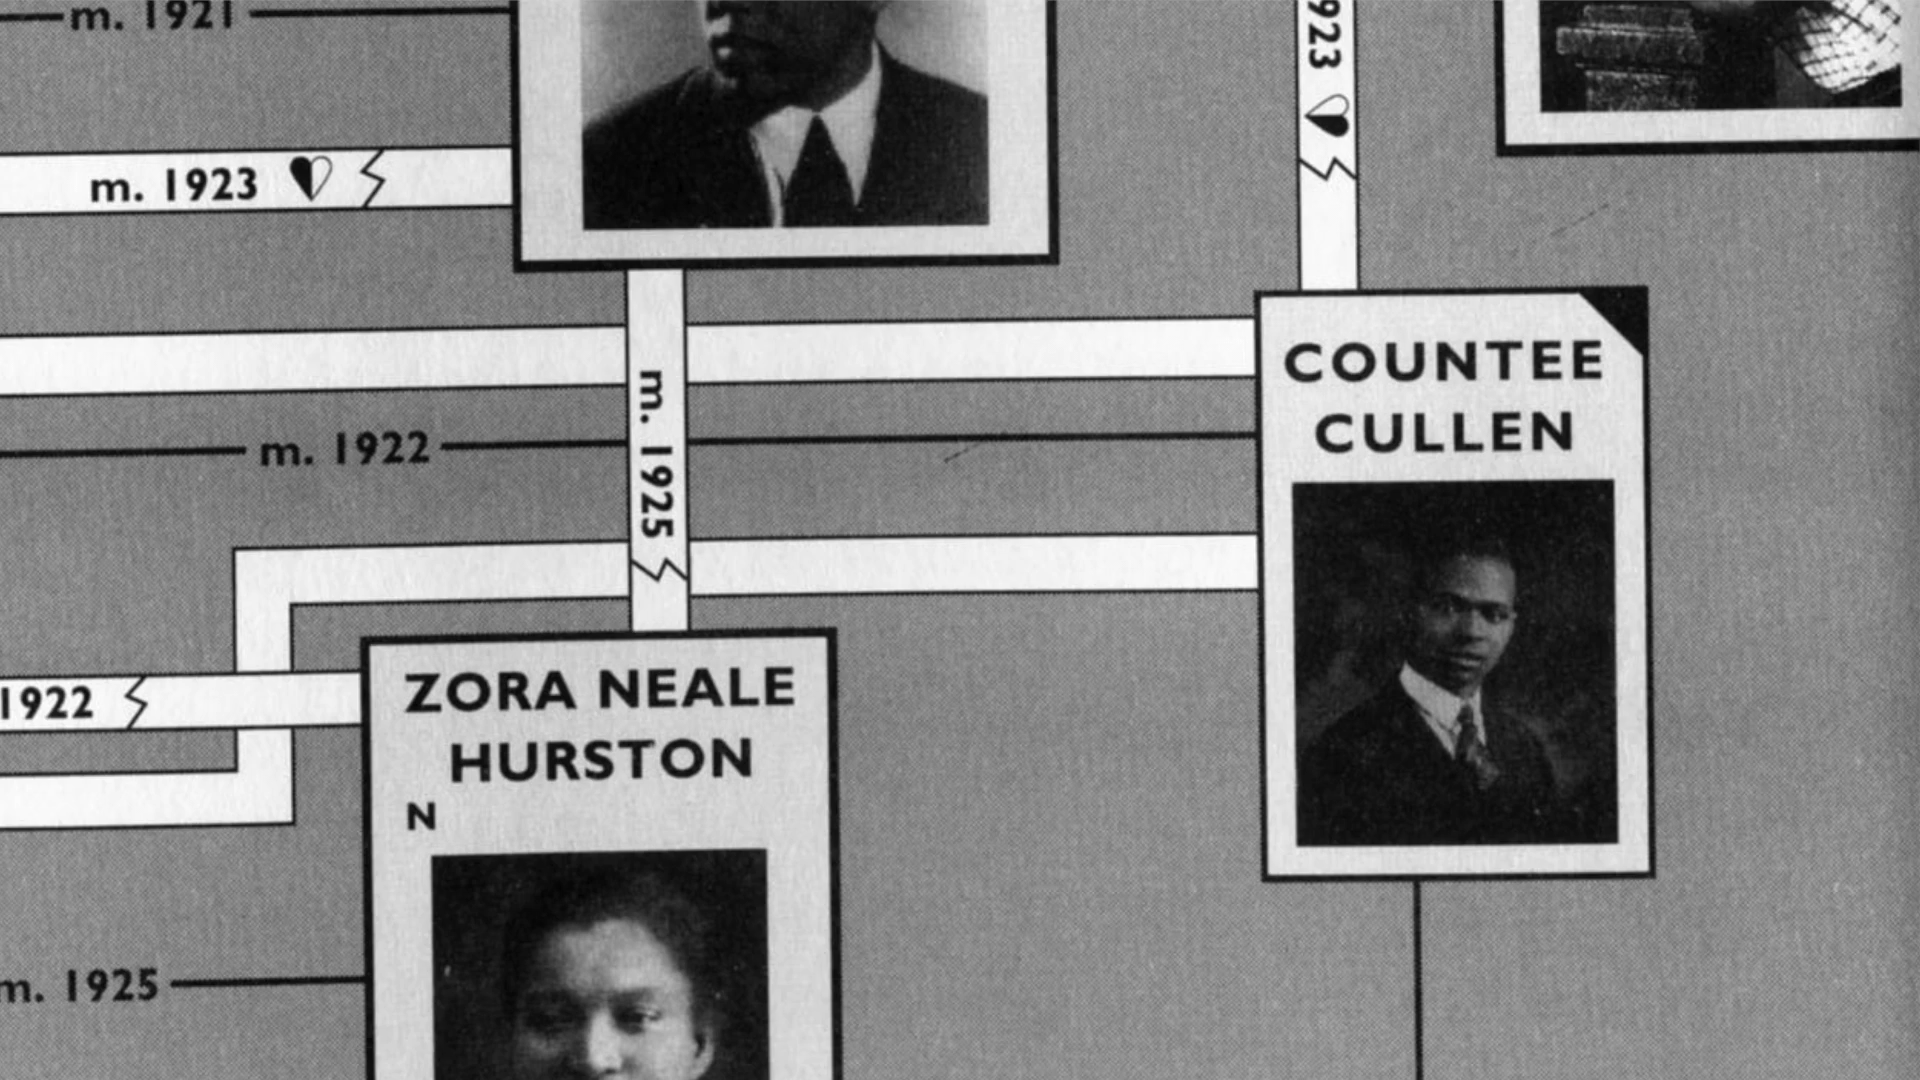 m. 1921
923
m. 1923
COUNTEE
CULLEN
m. 1922
m. 1925
1922
ZORA NEALE
HURSTON
N
m. 1925